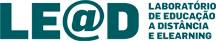 LE@D
LABORATÓRIO
DE EDUCAÇÃO
A DISTÂNCIA
E ELEARNING